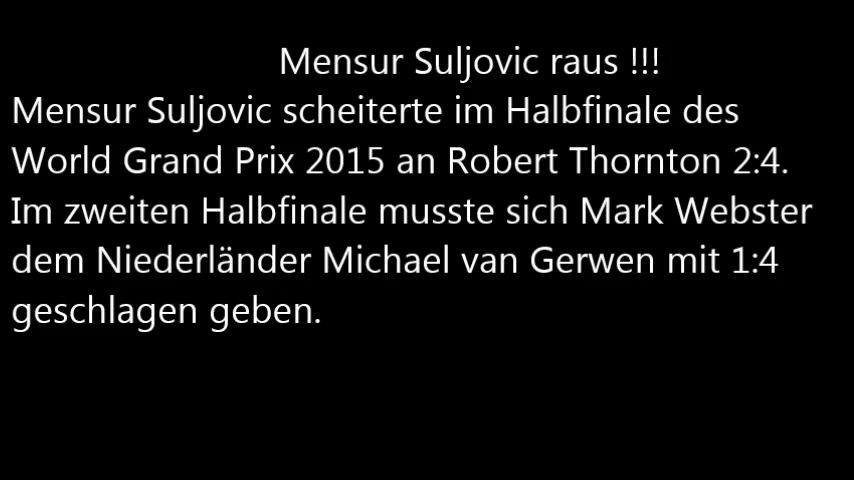 Mensur Suljovic raus !!!
Mensur Suljovic scheiterte im Halbfinale des
World Grand Prix 2015 an Robert Thornton 2:4.
Im zweiten Halbfinale musste sich Mark Webster
dem Niederländer Michael van Gerwen mit 1:4
geschlagen geben.